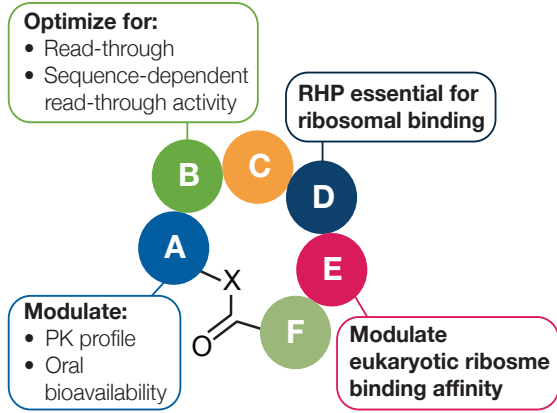 Optimize for:
• Read-through
• Sequence-dependent
read-through activity
RHP essential for
ribosomal binding
B
C
D
A
E
X
F
O
Modulate:
• PK profile
• Oral
bioavailability
Modulate
eukaryotic ribosme
binding affinity